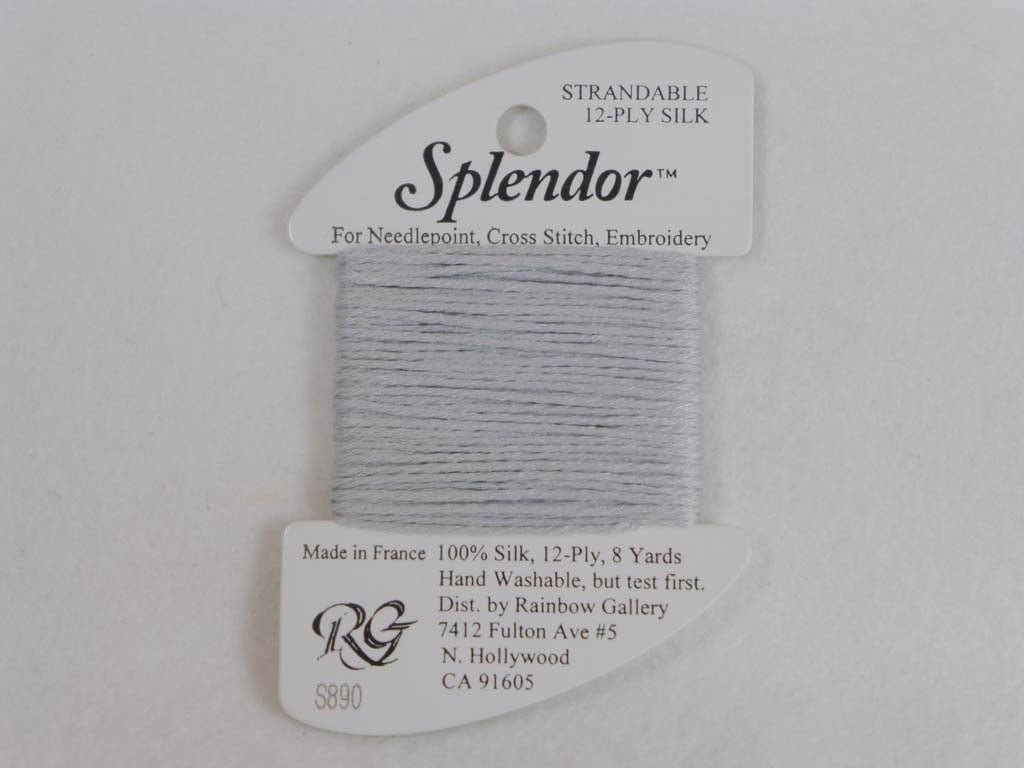 STRANDABLE
12-PLY SILK
Splendor™
For Needlepoint, Cross Stitch, Embroidery
Made in France
100% Silk, 12-Ply, 8 Yards
Hand Washable, but test first.
Dist. by Rainbow Gallery
7412 Fulton Ave #5
N. Hollywood
CA 91605
RG
S890